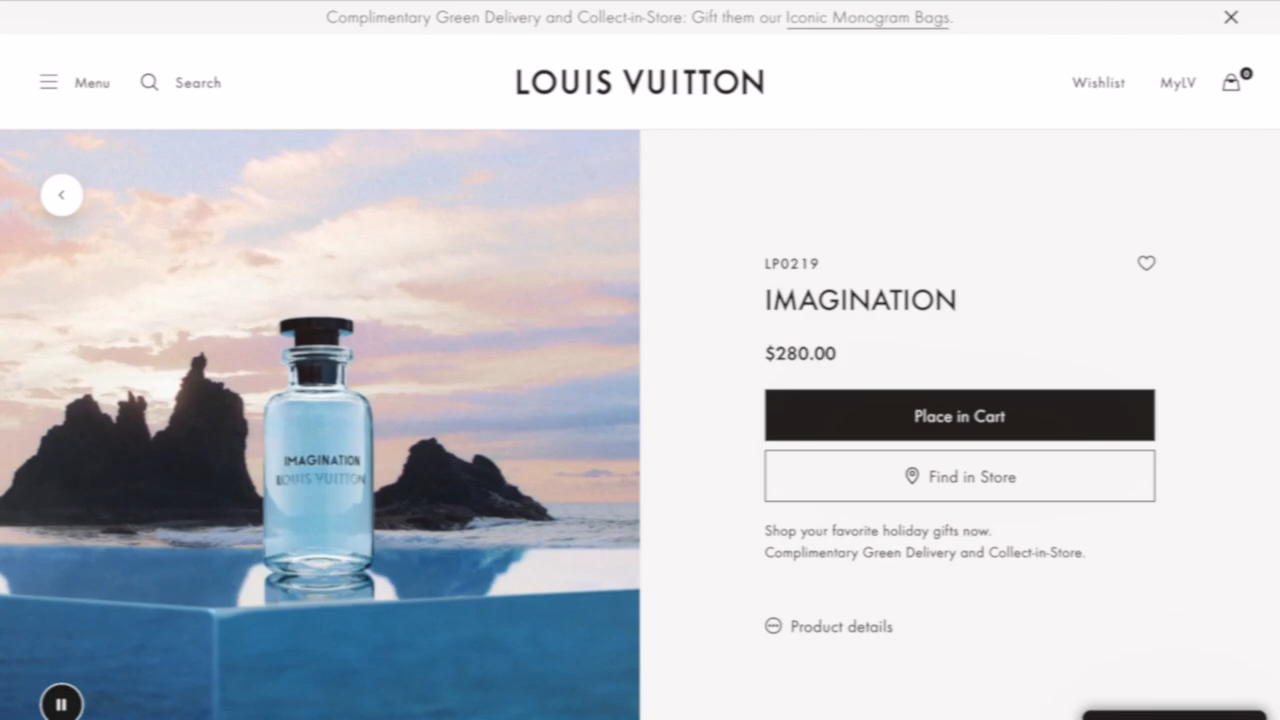 Complimentary Green Delivery and Collect-in-Store: Gift them our Iconic Monogram Bags.
Menu
Search
LOUIS VUITTON
Wishlist
MyLV
0
LP0219
IMAGINATION
$280.00
Place in Cart
Find in Store
Shop your favorite holiday gifts now.
Complimentary Green Delivery and Collect-in-Store.
Product details
IMAGINATION
LOUIS VUITTON